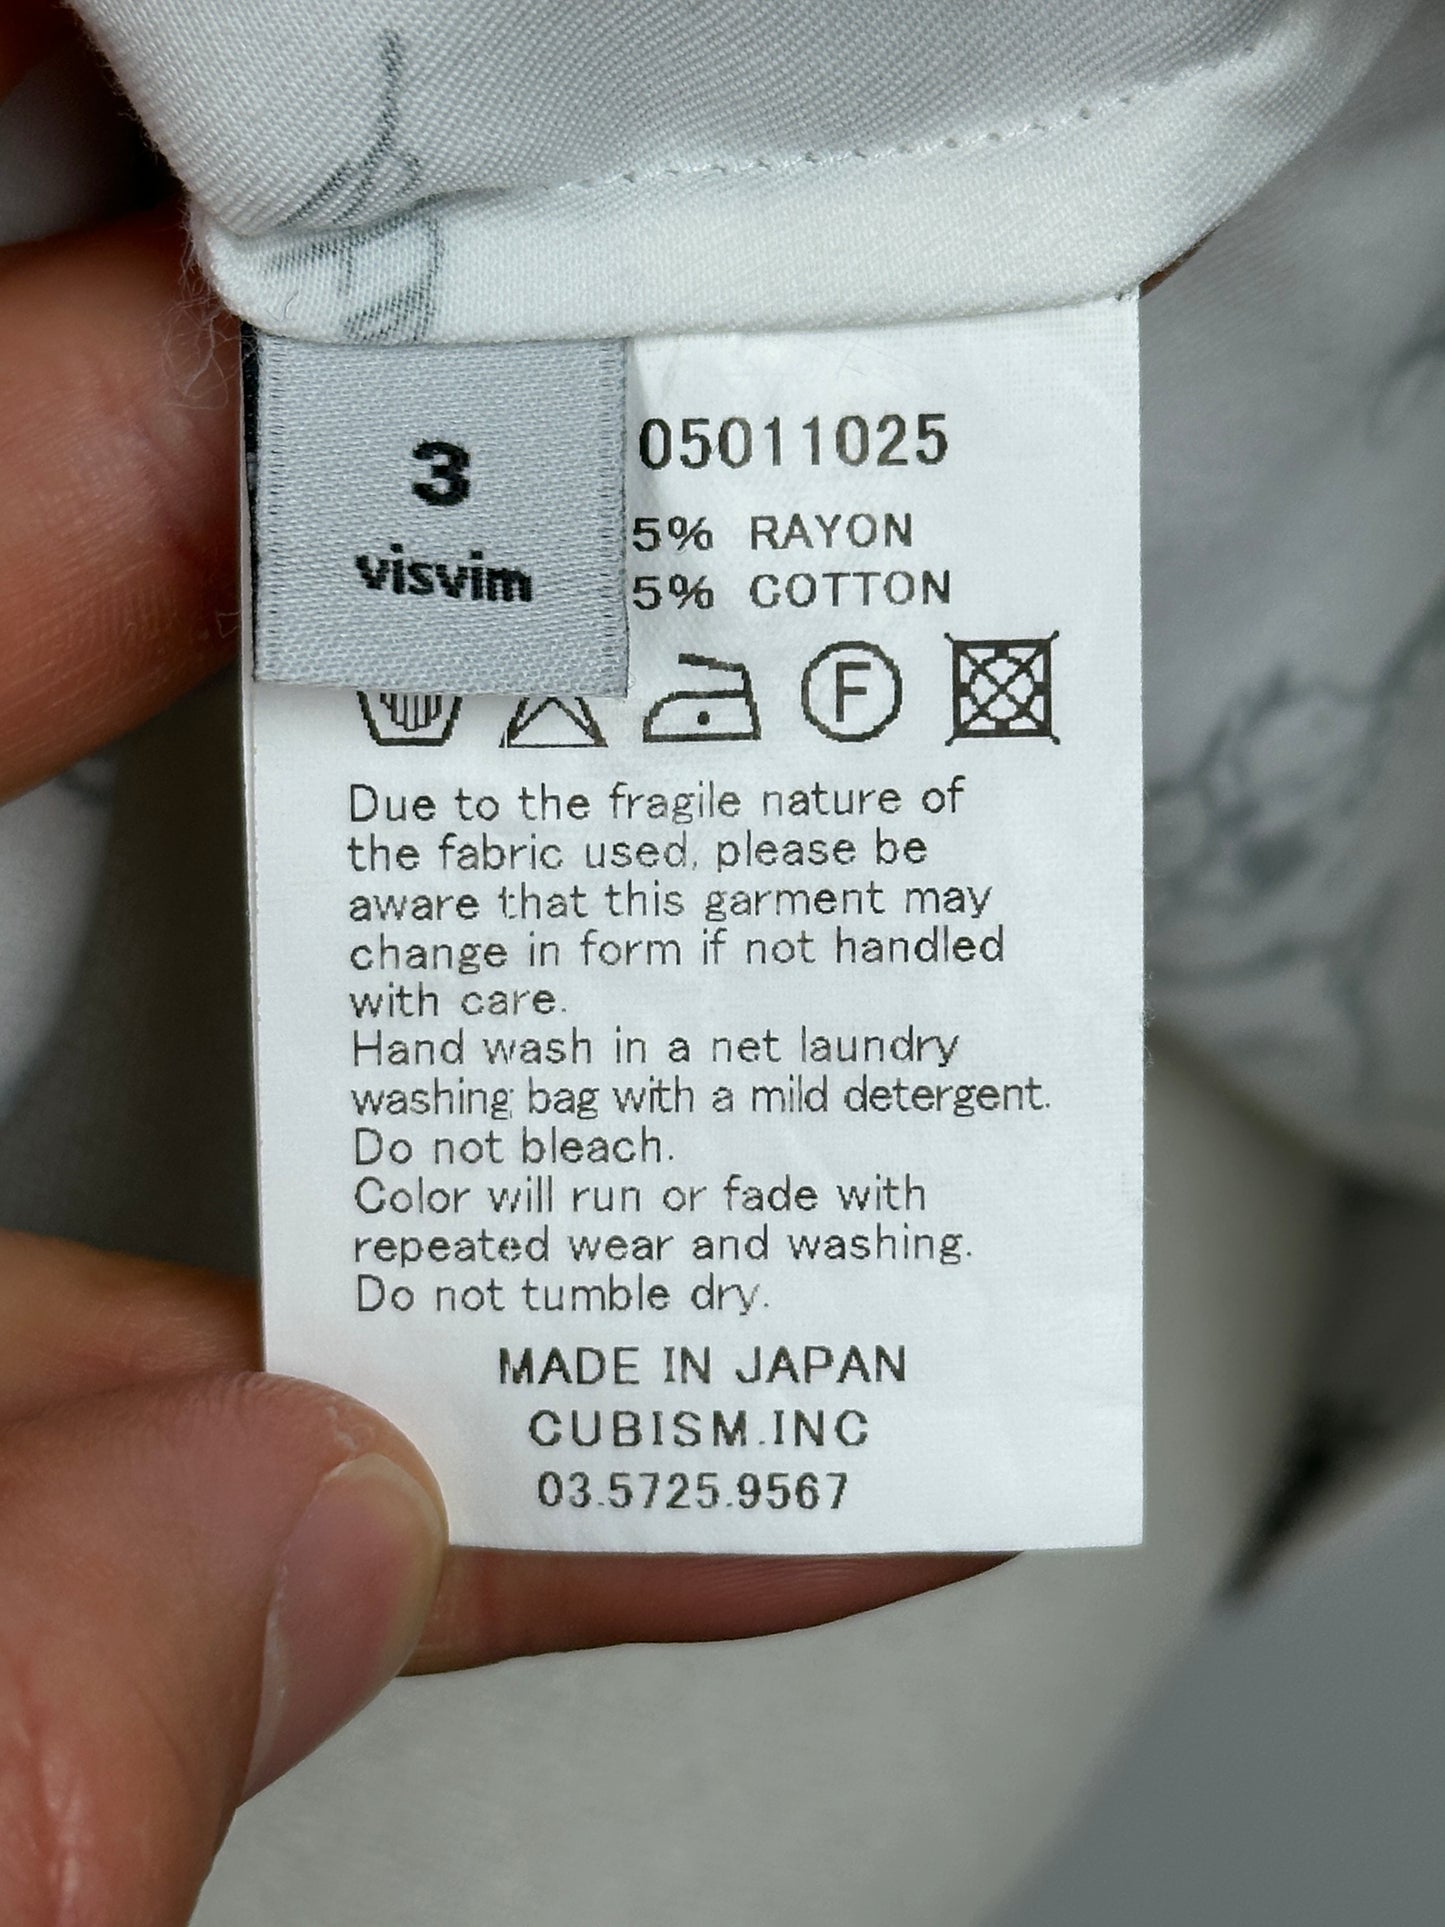 3
visvim
05011025
5% RAYON
5% COTTON
F
Due to the fragile nature of
the fabric used, please be
aware that this garment may
change in form if not handled
with care.
Hand wash in a net laundry
washing bag with a mild detergent.
Do not bleach.
Color will run or fade with
repeated wear and washing.
Do not tumble dry.
MADE IN JAPAN
CUBISM.INC
03.5725.9567